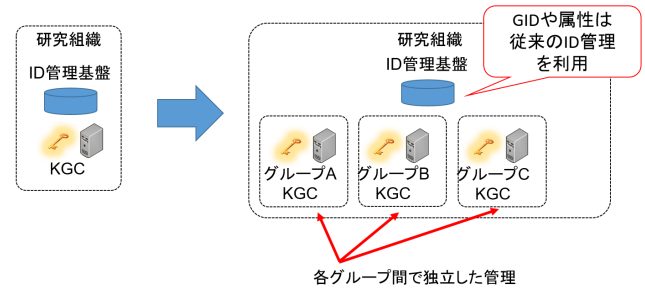 研究組織
ID管理基盤
KGC
研究組織
ID管理基盤
GIDや属性は
従来のID管理
を利用
グループA
KGC
グループB
KGC
グループC
KGC
各グループ間で独立した管理